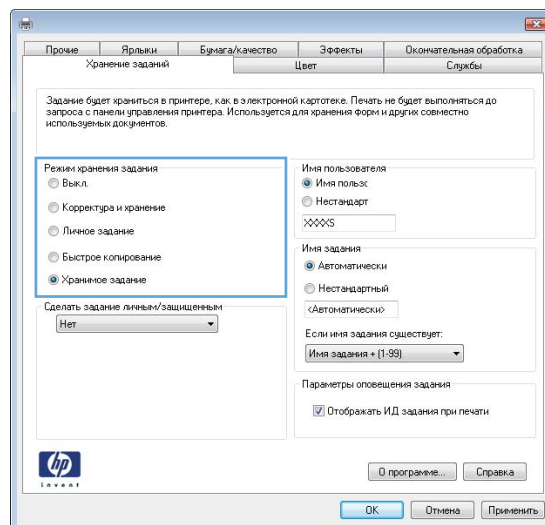 Прочие Ярлыки Бумага/качество Эффекты Окончательная обработка
Хранение заданий Цвет Службы
Задание будет храниться в принтере, как в электронной картотеке. Печать не будет выполняться до
запроса с панели управления принтера. Используется для хранения форм и других совместно
используемых документов.
Режим хранения задания
Выкл.
Корректура и хранение
Личное задание
Быстрое копирование
Хранимое задание
Сделать задание личным/защищенным
Нет
Имя пользователя
Имя пользс
Нестандарт
XXXXS
Имя задания
Автоматически
Нестандартный
<Автоматически>
Если имя задания существует:
Имя задания + (1-99)
Параметры оповещения задания
Отображать ИД задания при печати
hp
invent
О программе... Справка
OK Отмена Применить